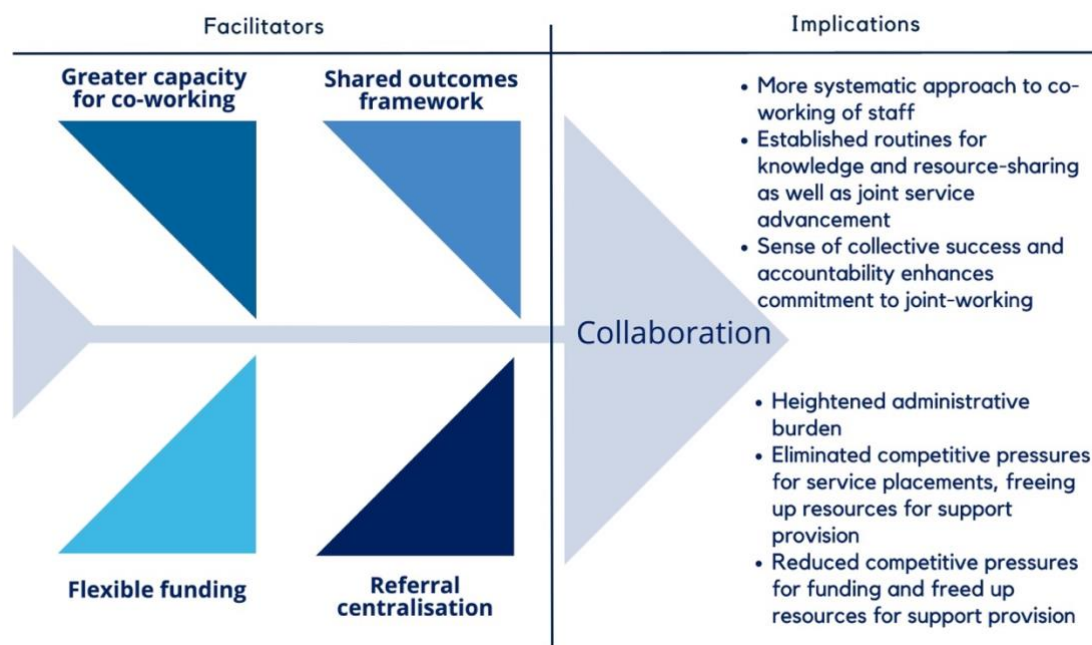 Facilitators
Implications
Greater capacity
for co-working
Shared outcomes
framework
• More systematic approach to co-
working of staff
• Established routines for
knowledge and resource-sharing
as well as joint service
advancement
• Sense of collective success and
accountability enhances
commitment to joint-working
Collaboration
• Heightened administrative
burden
• Eliminated competitive pressures
for service placements, freeing
up resources for support
provision
• Reduced competitive pressures
for funding and freed up
resources for support provision
Flexible funding
Referral
centralisation